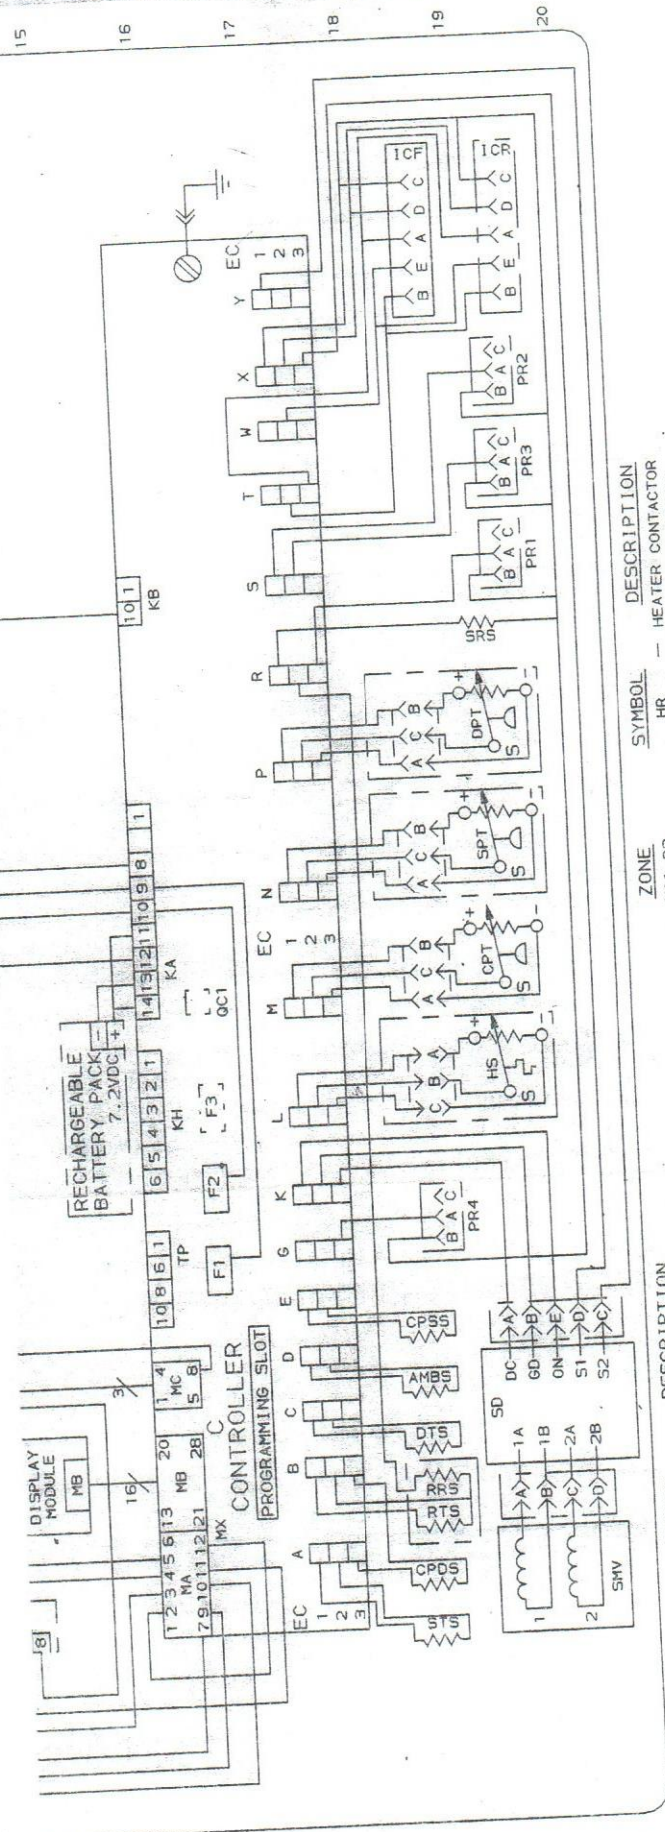 15
16
17
18
19
20
8
DISPLAY
MODULE
MB
16
3
RECHARGEABLE
BATTERY PACK
7.2VDC
- +
1 2 3 4 5 6 13
MA
7 9 10 11 12 21
MX
20
MB
28
1 4
MC
5 8
10 8 6 1
TP
6 5 4 3 2 1
KH
14 13 12 11 10 9 8 1
KA
10 1
KB
C
CONTROLLER
PROGRAMMING SLOT
F1
F2
F3
QC1
EC
1
2
3
A
B
C
D
E
G
K
L
M
EC
1
2
3
N
P
R
S
T
W
X
Y
EC
1
2
3
STS
CPDS
RTS
RRS
DTS
AMBS
CPSS
B A C
PR4
C B A
+
HS
S
-
A C B
+
CPT
S
-
A C B
+
SPT
S
-
A C B
+
DPT
S
-
SRS
B A C
PR1
B A C
PR3
B A C
PR2
ICF
B E A D C
ICR
B E A D C
1
2
SMV
A
B
C
D
1A
1B
2A
2B
SD
DC A
GD B
ON E
S1 D
S2 C
DESCRIPTION
ZONE
SYMBOL
DESCRIPTION
HR - HEATER CONTACTOR